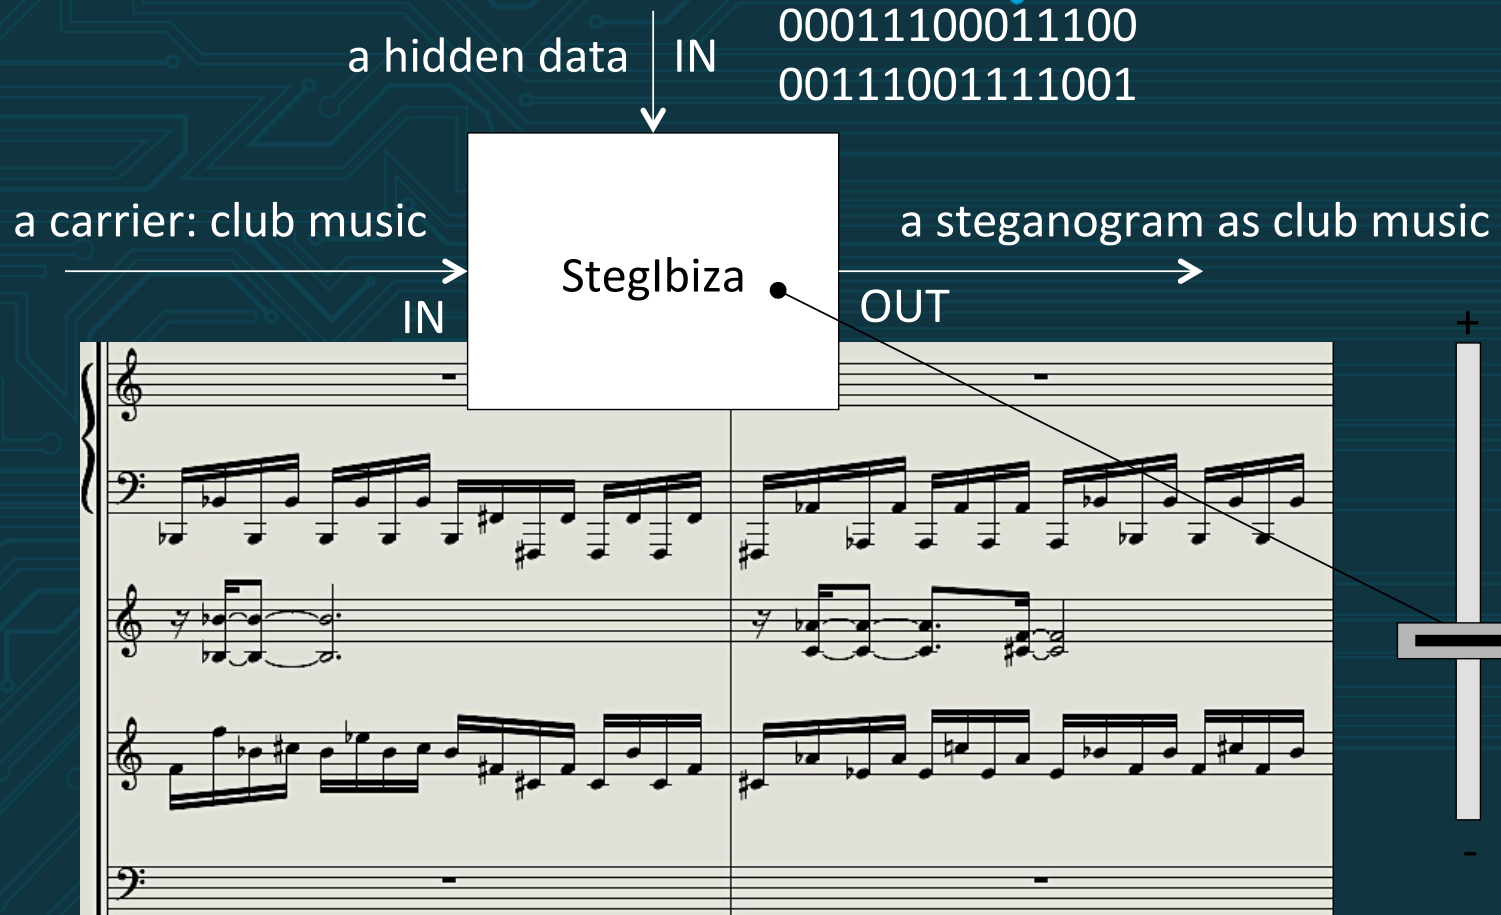 00011100011100
a hidden data IN
00111001111001
a carrier: club music
a steganogram as club music
StegIbiza
IN
OUT
+
-